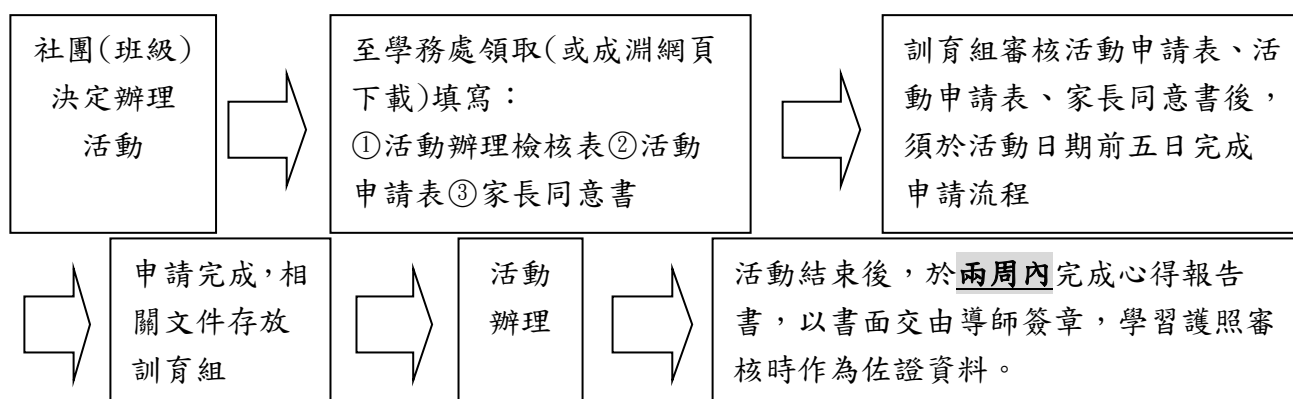 社團(班級)
決定辦理
活動
至學務處領取(或成淵網頁
下載)填寫：
①活動辦理檢核表②活動
申請表③家長同意書
訓育組審核活動申請表、活
動申請表、家長同意書後，
須於活動日期前五日完成
申請流程
申請完成，相
關文件存放
訓育組
活動
辦理
活動結束後，於兩周內完成心得報告
書，以書面交由導師簽章，學習護照審
核時作為佐證資料。